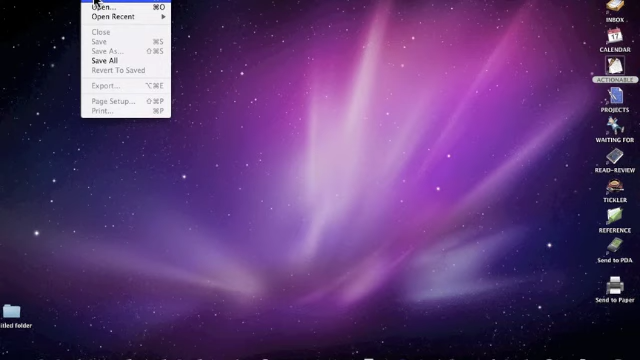 Open... ⌘O
Open Recent ▶
Close
Save ⌘S
Save As... ⇧⌘S
Save All
Revert To Saved
Export... ⌥⌘E
Page Setup... ⇧⌘P
Print... ⌘P
INBOX
CALENDAR
ACTIONABLE
PROJECTS
WAITING FOR
READ-REVIEW
TICKLER
REFERENCE
Send to PDA
Send to Paper
itled folder